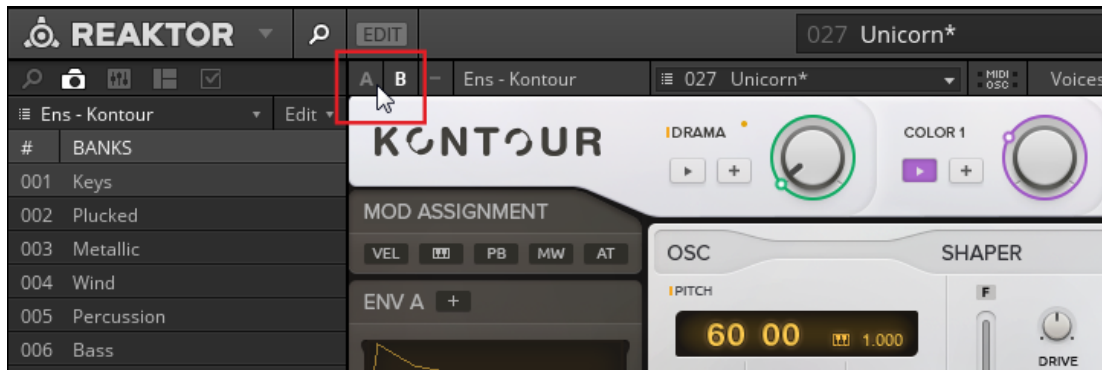 REAKTOR EDIT 027 Unicorn*
A B – Ens - Kontour 027 Unicorn* MIDI OSC Voices
Ens - Kontour Edit
# BANKS
001 Keys
002 Plucked
003 Metallic
004 Wind
005 Percussion
006 Bass
KONTOUR
DRAMA
COLOR 1
MOD ASSIGNMENT
VEL PB MW AT
ENV A +
OSC SHAPER
PITCH
60 00 1.000
F
DRIVE